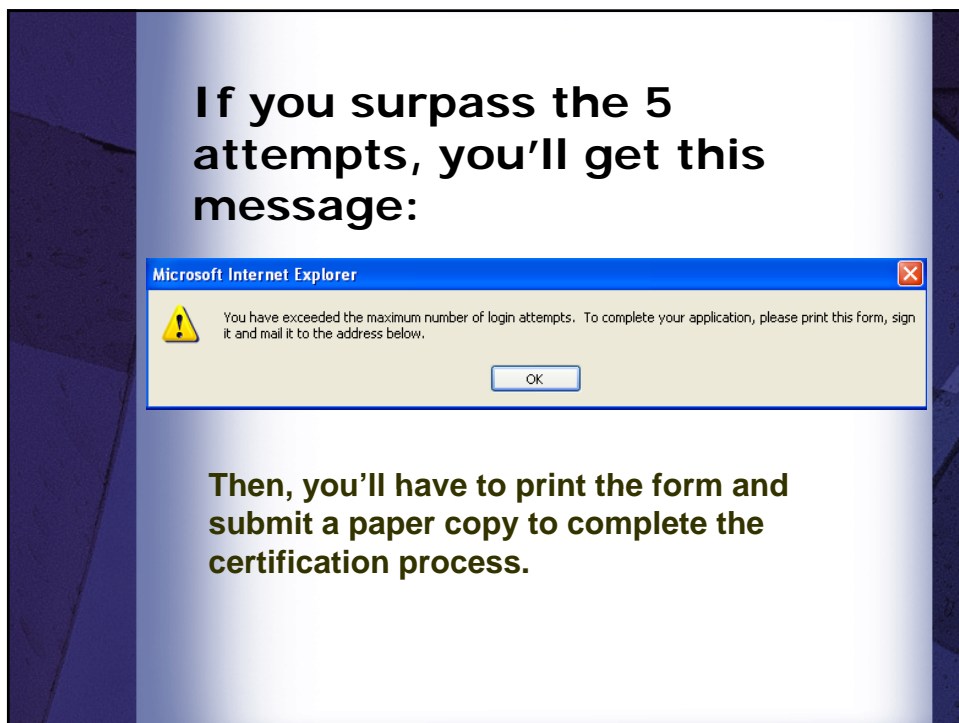 If you surpass the 5
attempts, you'll get this
message:
Microsoft Internet Explorer
You have exceeded the maximum number of login attempts.  To complete your application, please print this form, sign
it and mail it to the address below.
OK
Then, you'll have to print the form and
submit a paper copy to complete the
certification process.